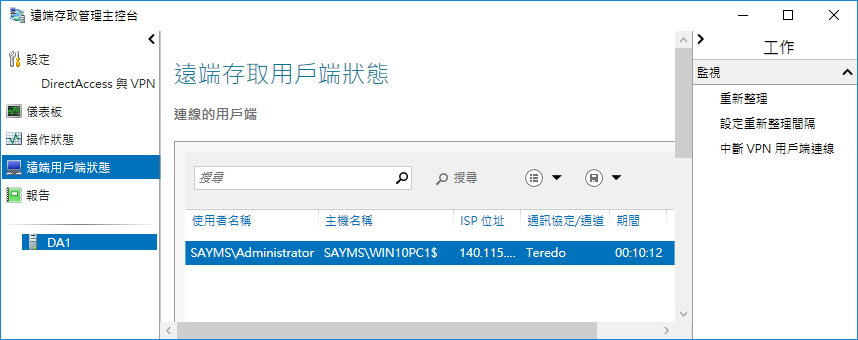 遠端存取管理主控台
設定
DirectAccess 與 VPN
儀表板
操作狀態
遠端用戶端狀態
報告
DA1
遠端存取用戶端狀態
連線的用戶端
搜尋 搜尋
使用者名稱 主機名稱 ISP 位址 通訊協定/通道 期間
SAYMS\Administrator SAYMS\WIN10PC1$ 140.115.... Teredo 00:10:12
工作
監視
重新整理
設定重新整理間隔
中斷 VPN 用戶端連線